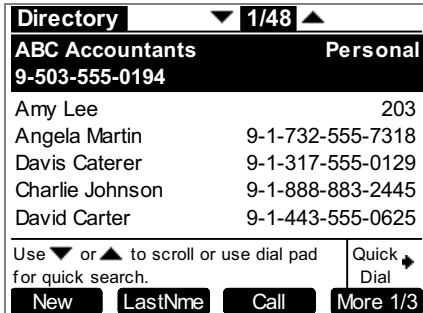 Directory ▼ 1/48 ▲
ABC Accountants Personal
9-503-555-0194
Amy Lee 203
Angela Martin 9-1-732-555-7318
Davis Caterer 9-1-317-555-0129
Charlie Johnson 9-1-888-883-2445
David Carter 9-1-443-555-0625
Use ▼ or ▲ to scroll or use dial pad
for quick search.
Quick
Dial
New LastNme Call More 1/3